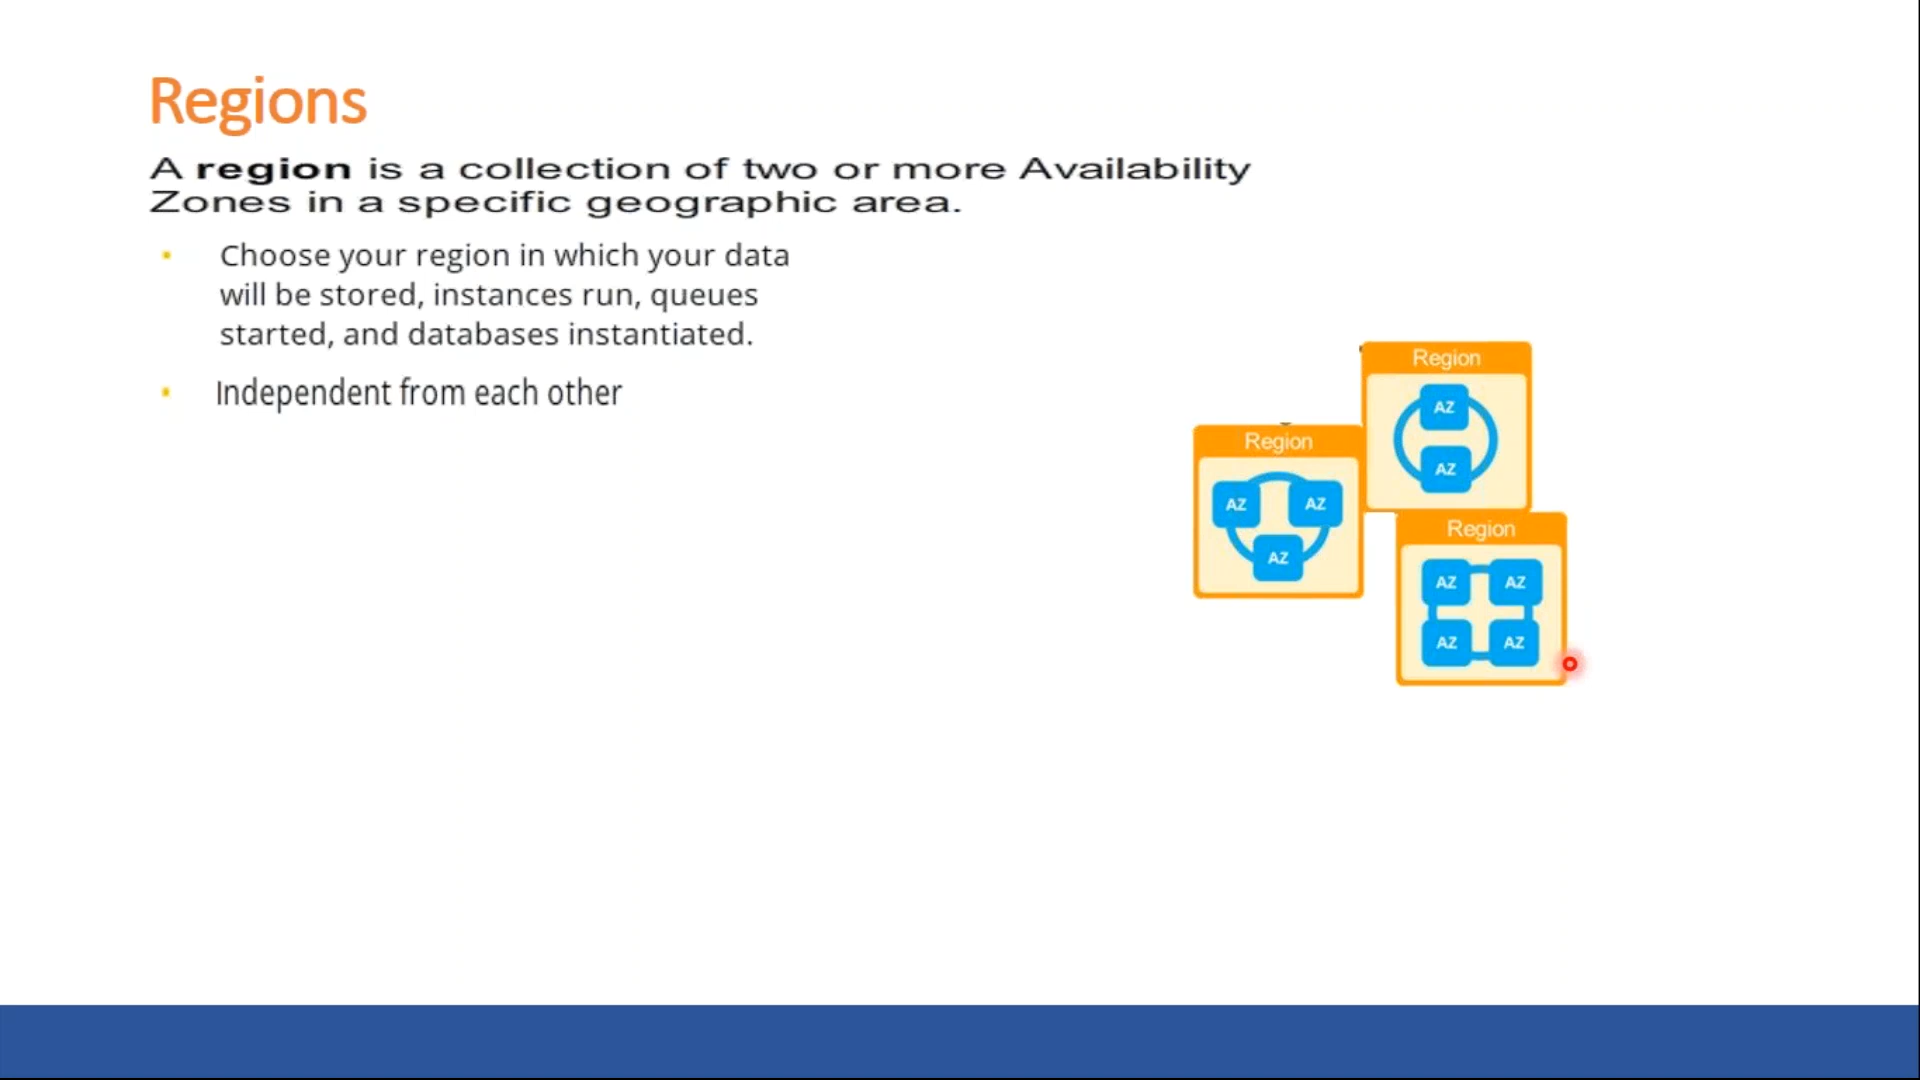 Regions
A region is a collection of two or more Availability
Zones in a specific geographic area.
• Choose your region in which your data
will be stored, instances run, queues
started, and databases instantiated.
• Independent from each other
Region
AZ
AZ
Region
AZ AZ
AZ
Region
AZ AZ
AZ AZ